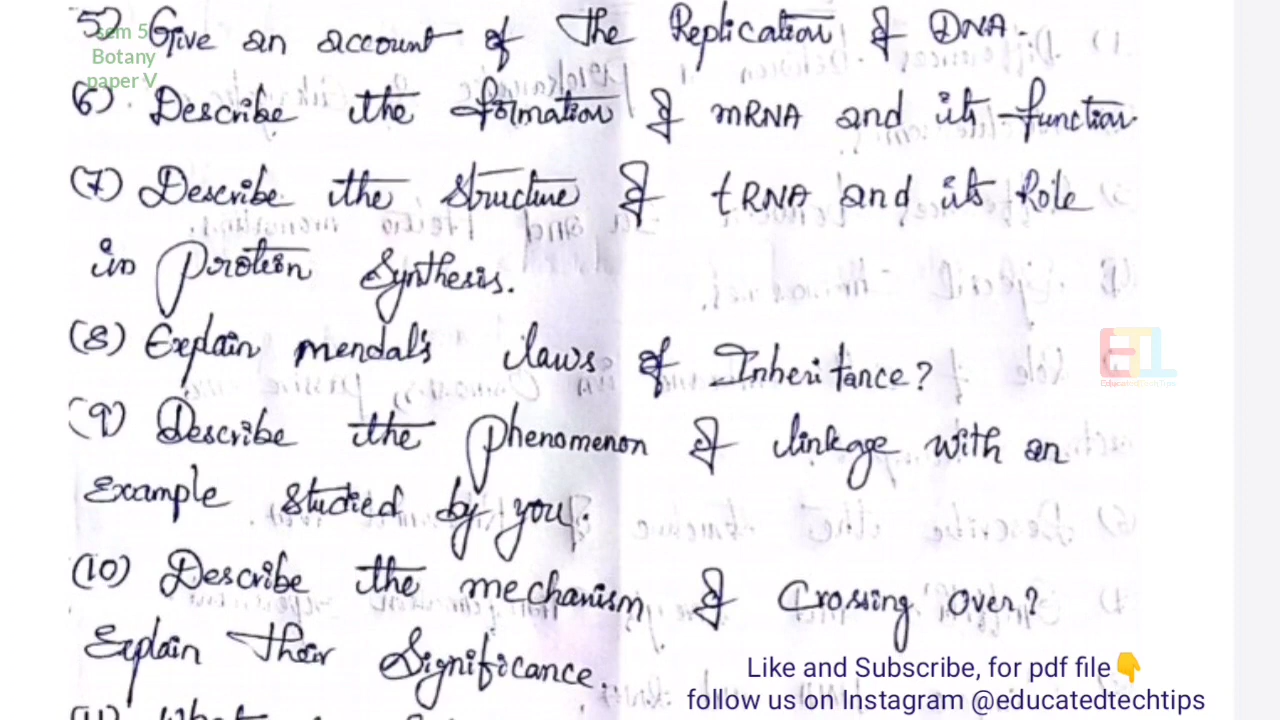 sem 5
Botany
paper V
5) Give an account of the Replication of DNA.
(6) Describe the formation of mRNA and its function.
(7) Describe the structure of tRNA and its Role
in protein Synthesis.
(8) Explain mendal's laws of Inheritance?
(9) Describe the phenomenon of linkage with an
Example studied by you.
(10) Describe the mechanism of Crossing over?
Explain Their Significance.
(11) What
ETL
Like and Subscribe, for pdf file👇
follow us on Instagram @educatedtechtips